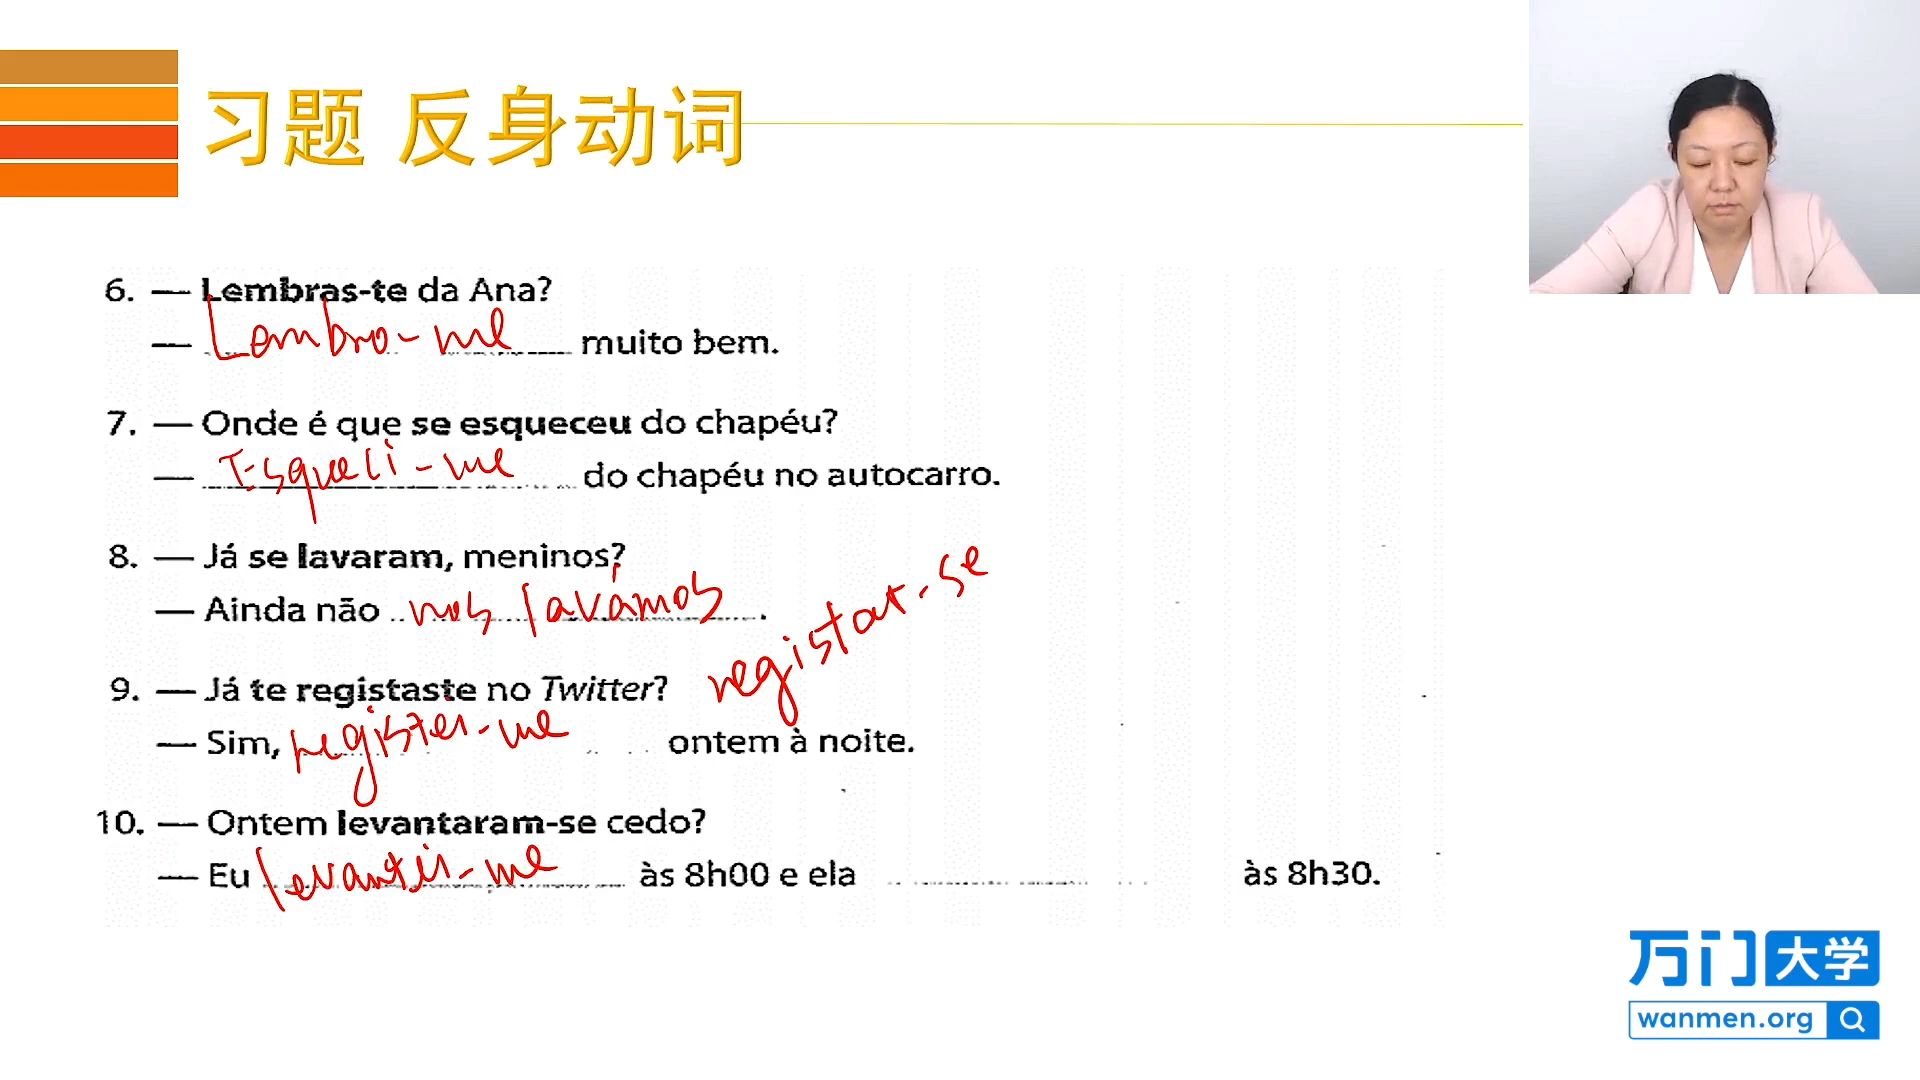 习题 反身动词
6. — Lembras-te da Ana?
— Lembro-me muito bem.
7. — Onde é que se esqueceu do chapéu?
— Esqueci-me do chapéu no autocarro.
8. — Já se lavaram, meninos?
— Ainda não nos lavámos.
registar-se
9. — Já te registaste no Twitter?
— Sim, registei-me ontem à noite.
10. — Ontem levantaram-se cedo?
— Eu levantei-me às 8h00 e ela às 8h30.
万门大学
wanmen.org